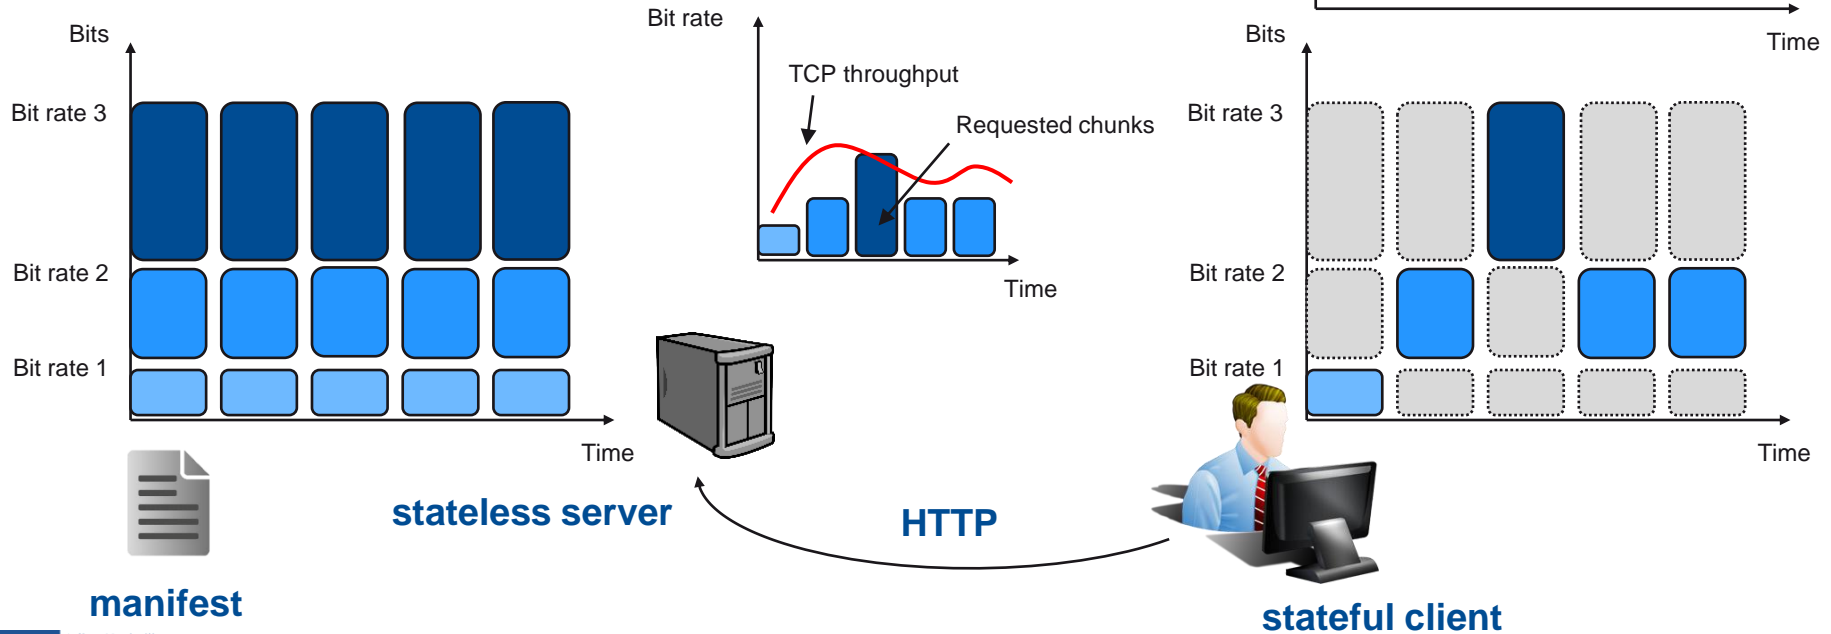 Bits
Bit rate 3
Bit rate 2
Bit rate 1
Time
manifest
stateless server
Bit rate
TCP throughput
Requested chunks
Time
HTTP
Time
Bits
Bit rate 3
Bit rate 2
Bit rate 1
Time
stateful client